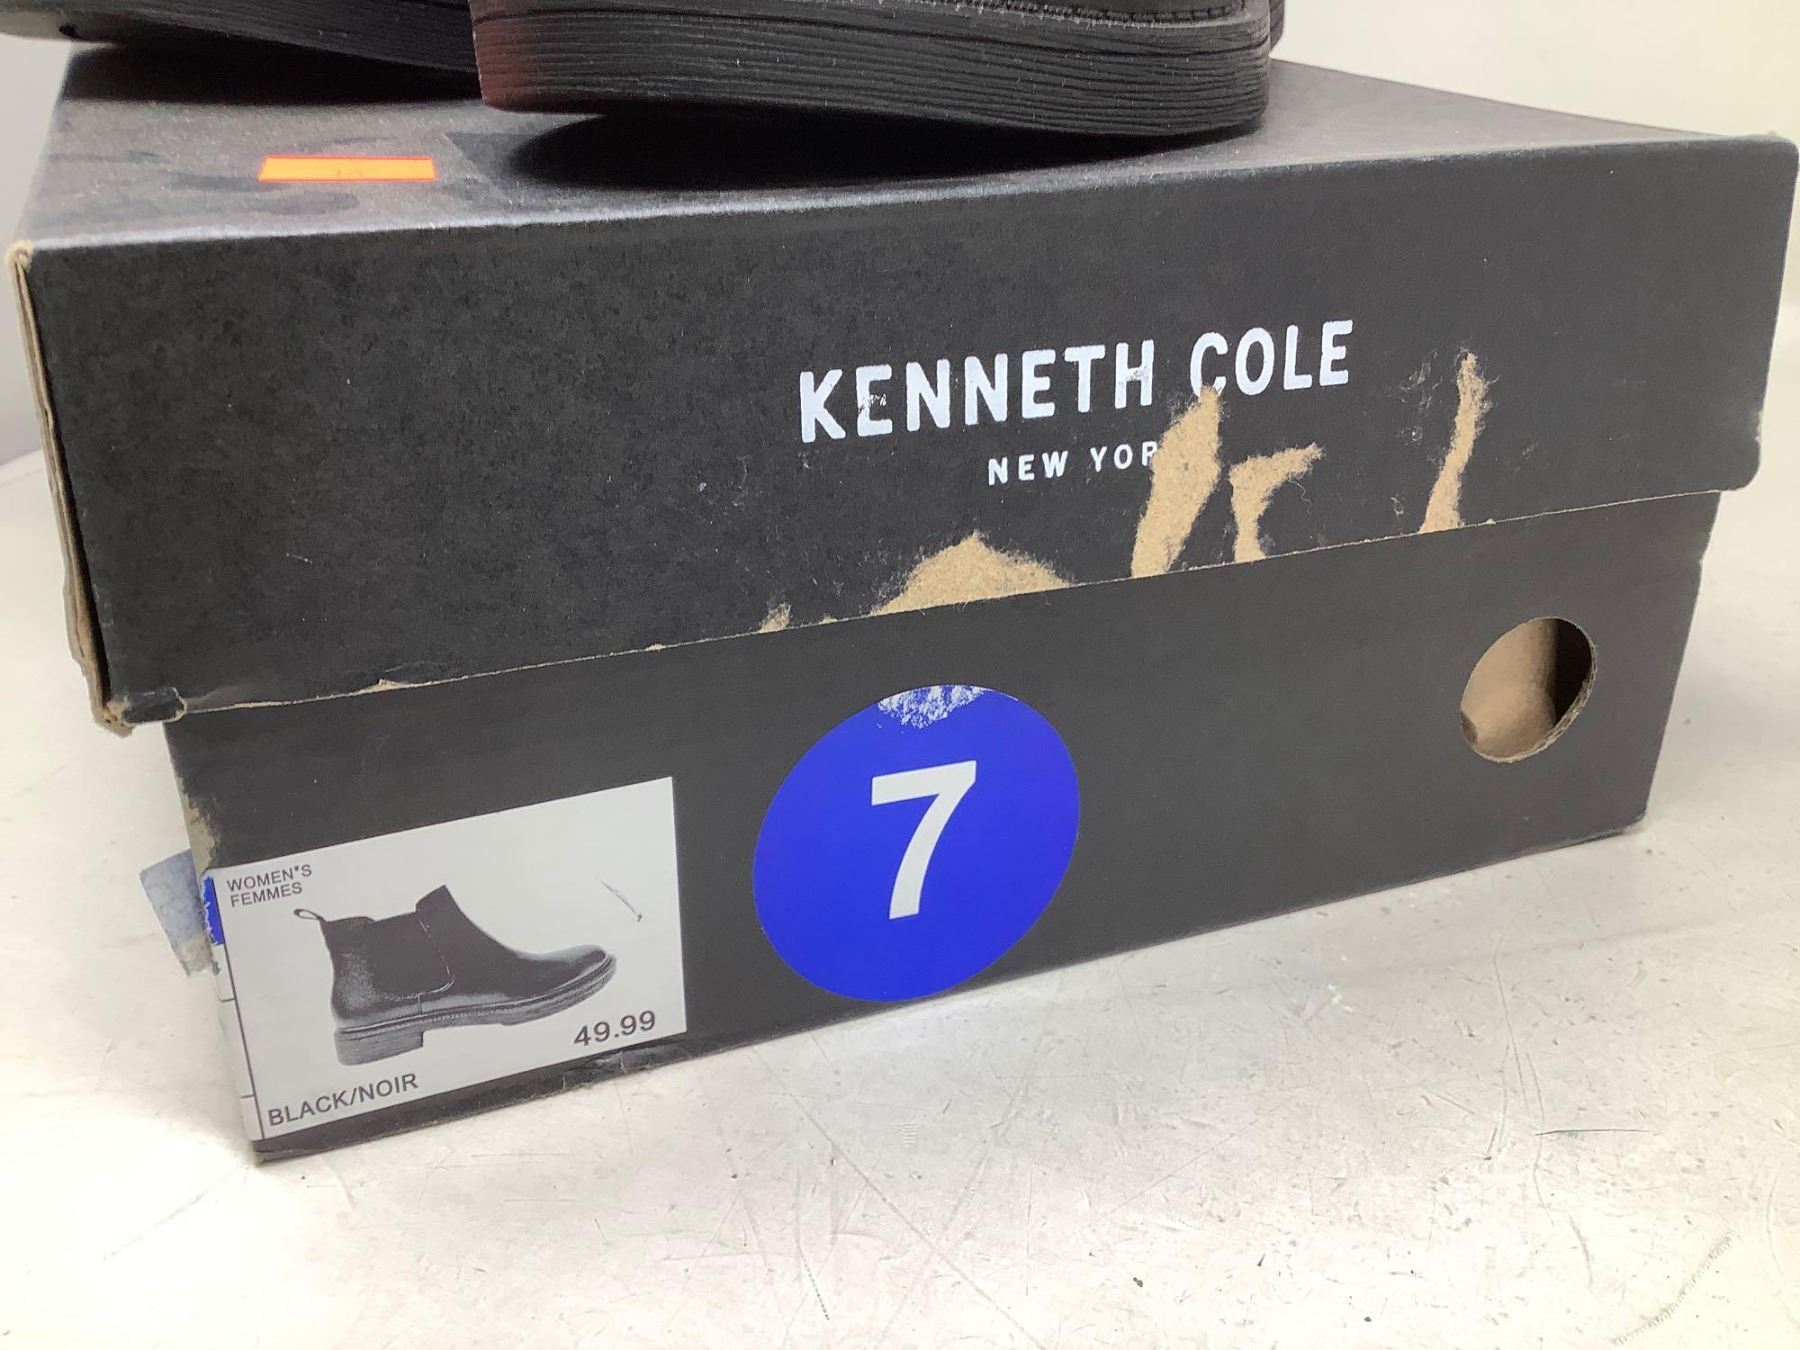 KENNETH COLE
NEW YOR
7
WOMEN"S
FEMMES
49.99
BLACK/NOIR